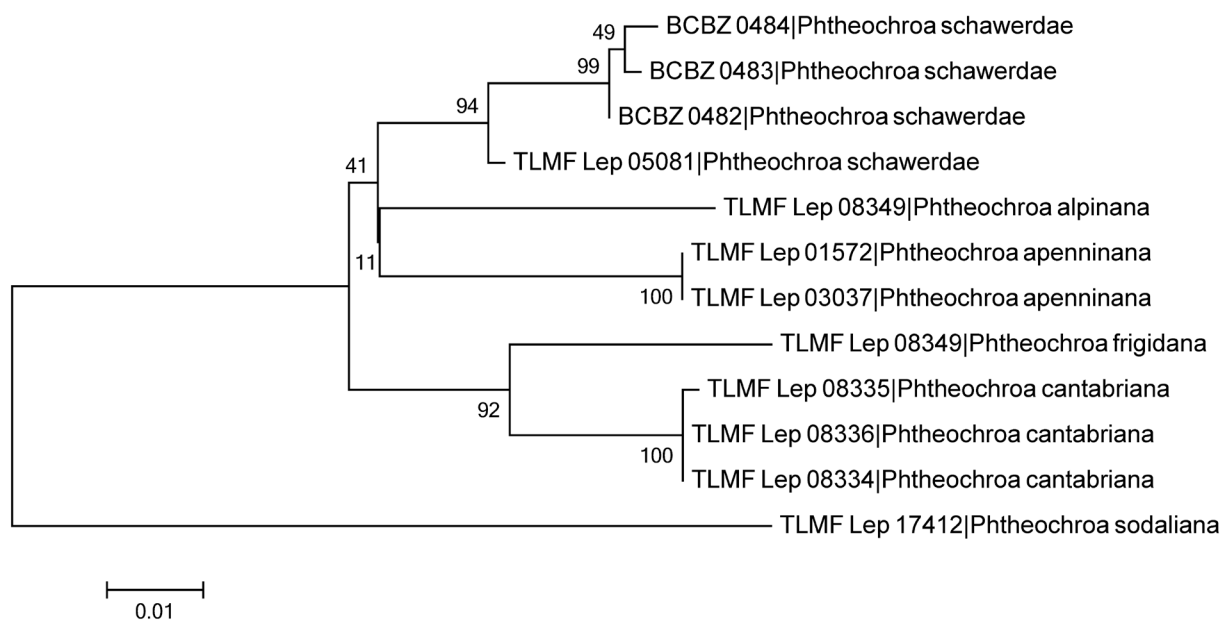 49
BCBZ 0484|Phtheochroa schawerdae
99
BCBZ 0483|Phtheochroa schawerdae
94
BCBZ 0482|Phtheochroa schawerdae
41
TLMF Lep 05081|Phtheochroa schawerdae
TLMF Lep 08349|Phtheochroa alpinana
11
TLMF Lep 01572|Phtheochroa apenninana
100
TLMF Lep 03037|Phtheochroa apenninana
TLMF Lep 08349|Phtheochroa frigidana
92
TLMF Lep 08335|Phtheochroa cantabriana
TLMF Lep 08336|Phtheochroa cantabriana
100
TLMF Lep 08334|Phtheochroa cantabriana
TLMF Lep 17412|Phtheochroa sodaliana
0.01